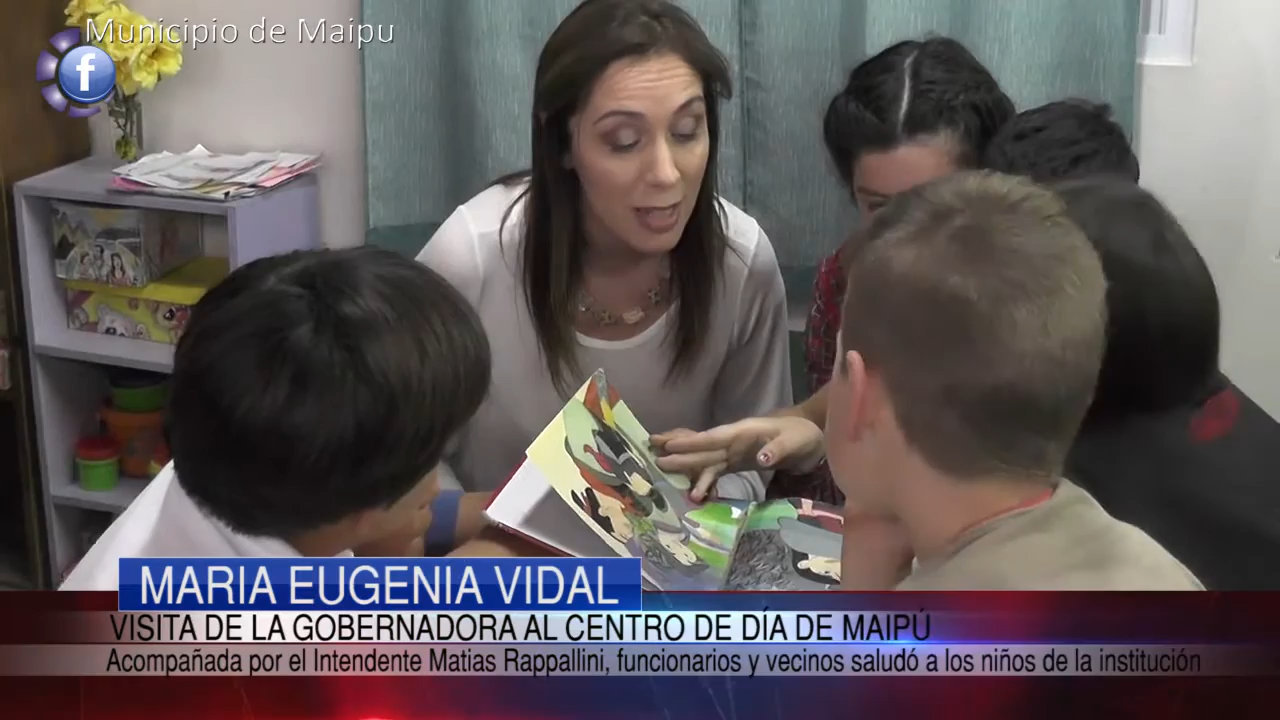 Municipio de Maipu
f
MARIA EUGENIA VIDAL
VISITA DE LA GOBERNADORA AL CENTRO DE DÍA DE MAIPÚ
Acompañada por el Intendente Matias Rappallini, funcionarios y vecinos saludó a los niños de la institución